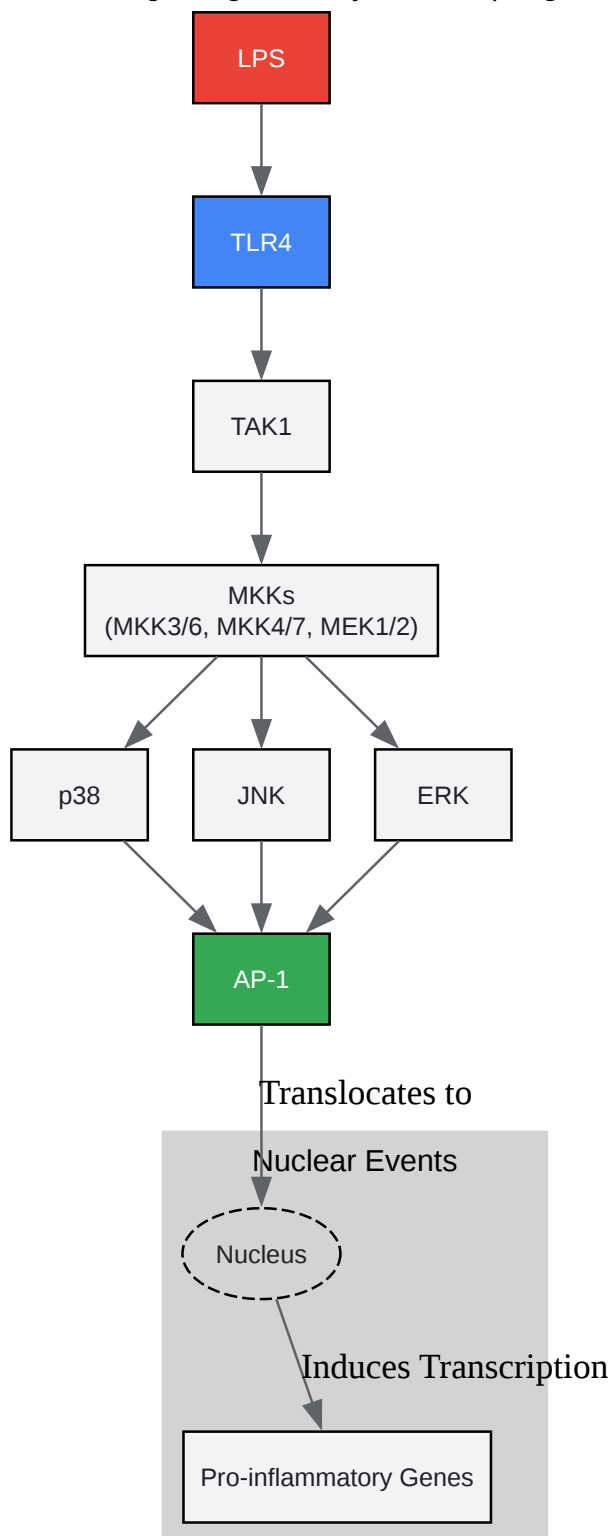 LPS
TLR4
TAK1
MKKs
(MKK3/6, MKK4/7, MEK1/2)
p38
JNK
ERK
AP-1
Translocates to
Nuclear Events
Nucleus
Induces Transcription
Pro-inflammatory Genes